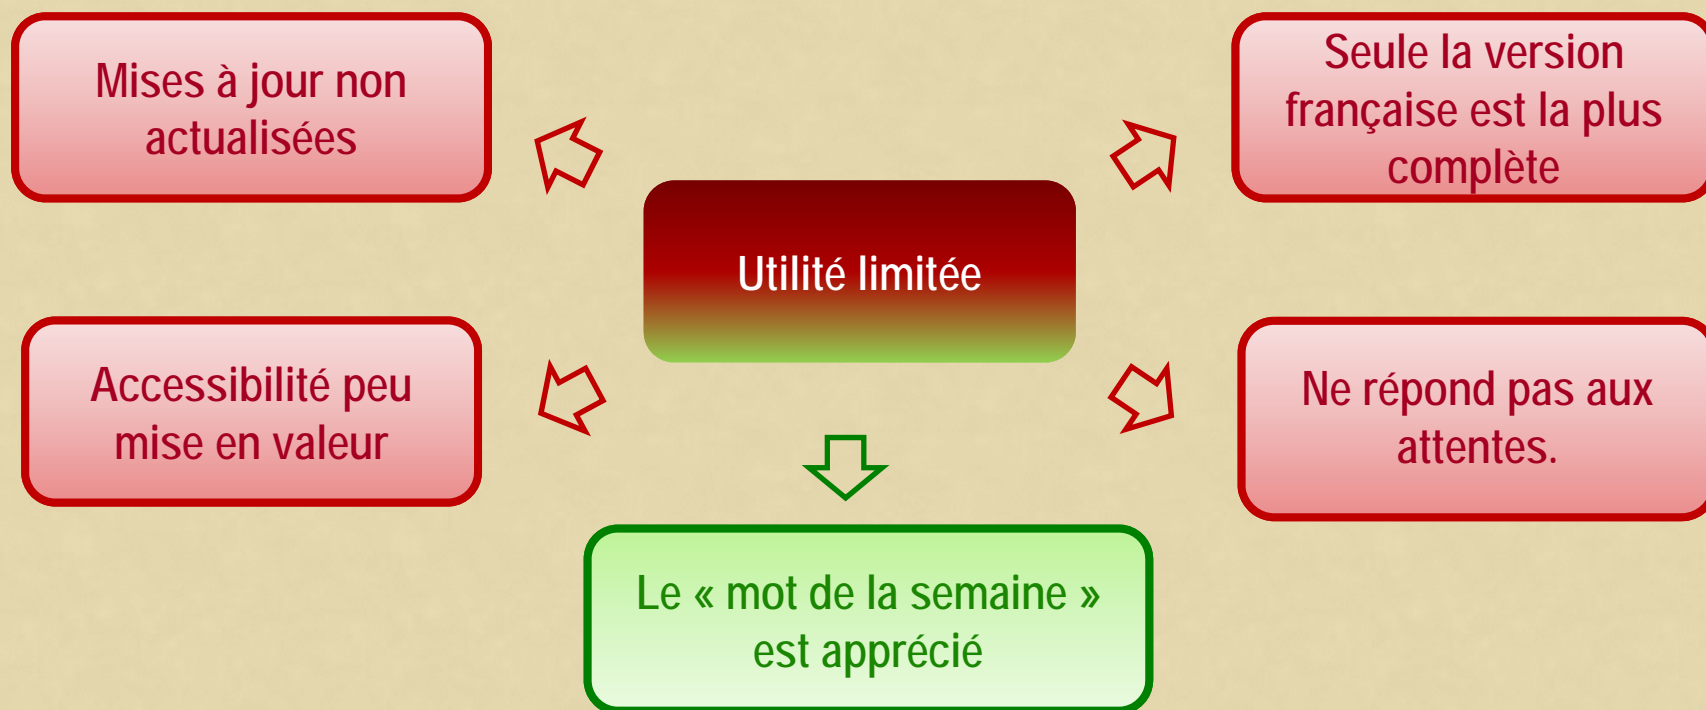 Mises à jour non
actualisées
Seule la version
française est la plus
complète
Utilité limitée
Accessibilité peu
mise en valeur
Ne répond pas aux
attentes.
Le « mot de la semaine »
est apprécié